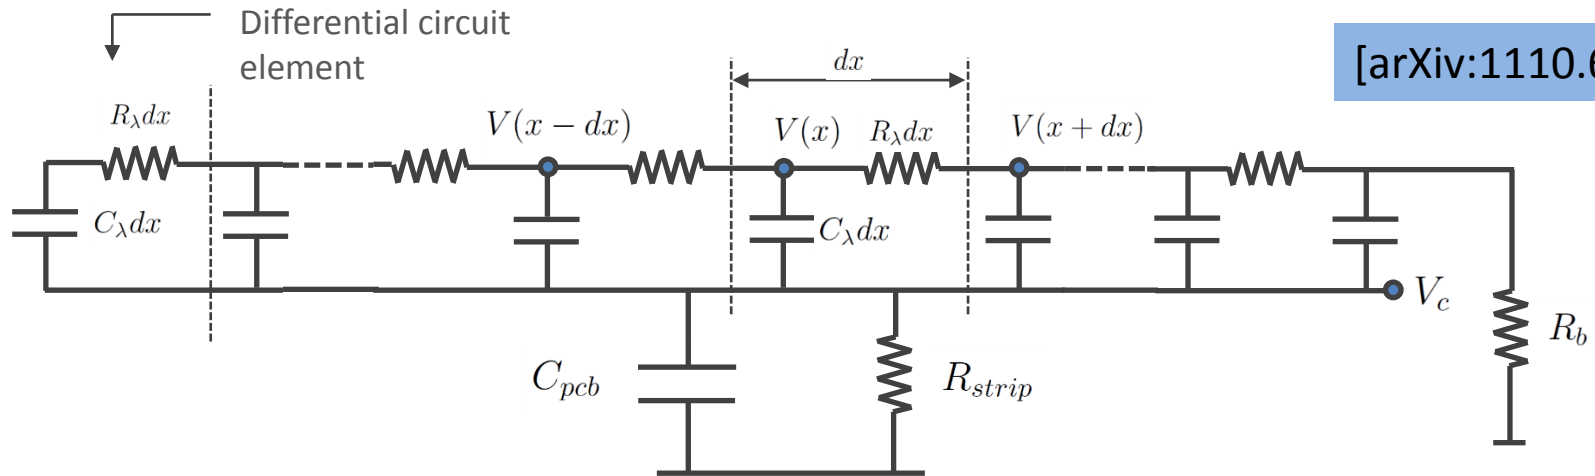 Differential circuit
element
[arXiv:1110.6
dx
R_λdx
V(x − dx)
V(x)
R_λdx
V(x + dx)
C_λdx
C_λdx
V_c
C_pcb
R_strip
R_b